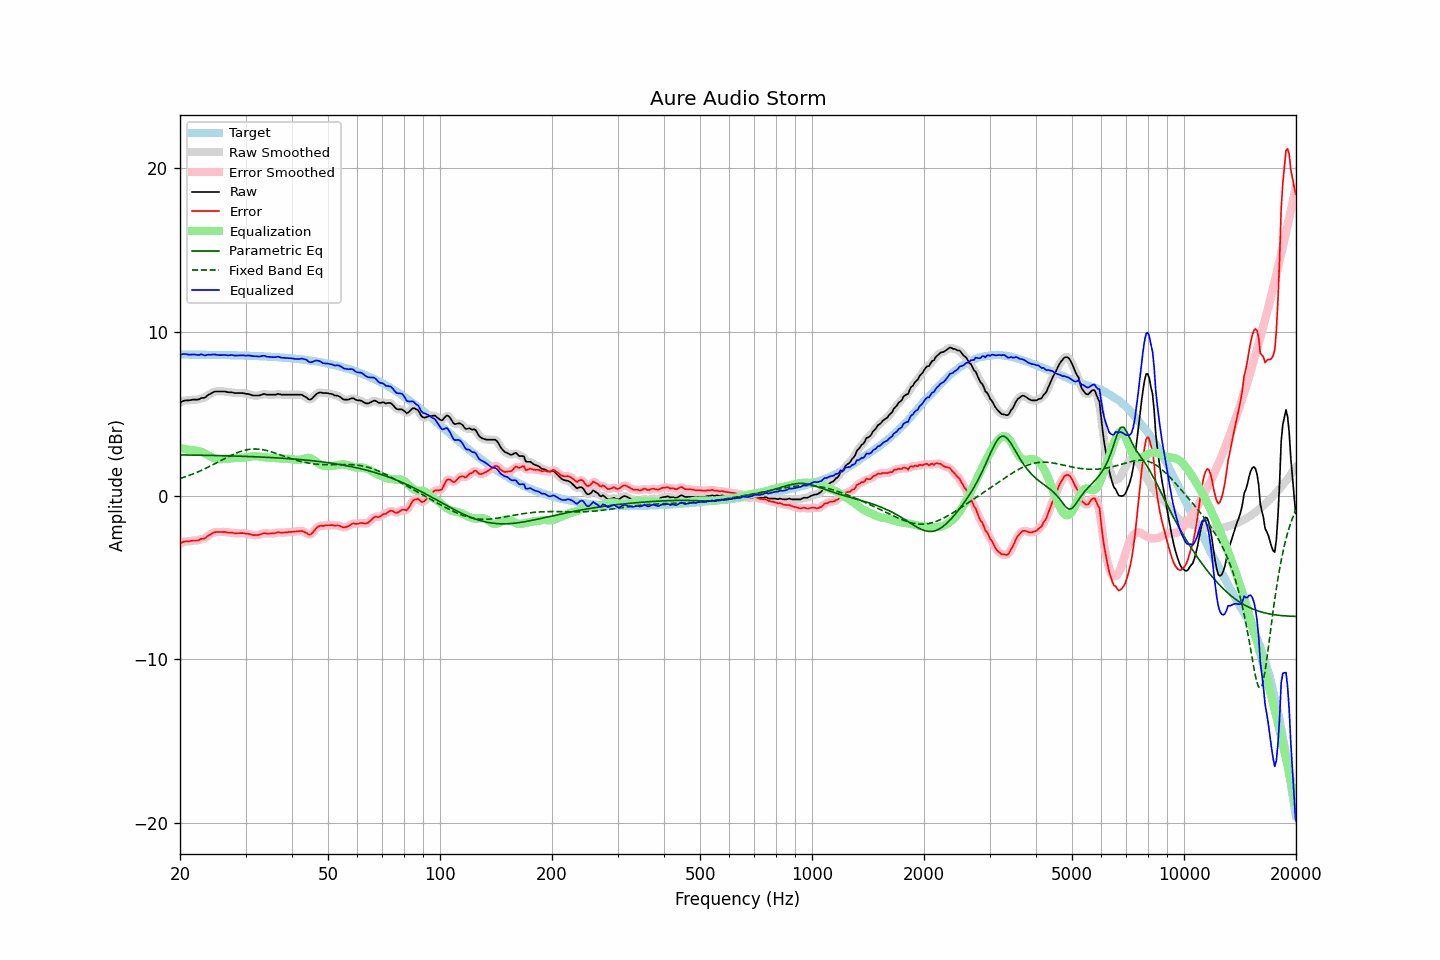 Aure Audio Storm
Target
Raw Smoothed
Error Smoothed
Raw
Error
Equalization
Parametric Eq
Fixed Band Eq
Equalized
Amplitude (dBr)
20
10
0
−10
−20
20 50 100 200 500 1000 2000 5000 10000 20000
Frequency (Hz)